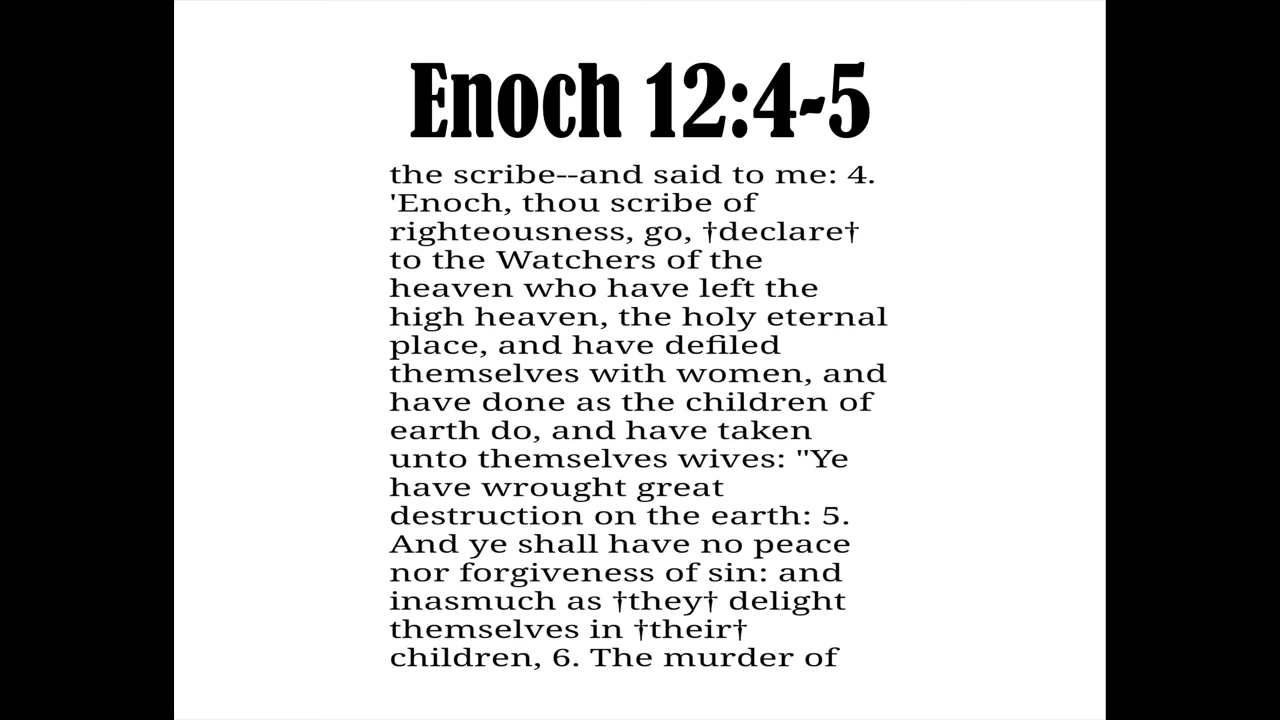 Enoch 12:4-5
the scribe--and said to me: 4.
'Enoch, thou scribe of
righteousness, go, †declare†
to the Watchers of the
heaven who have left the
high heaven, the holy eternal
place, and have defiled
themselves with women, and
have done as the children of
earth do, and have taken
unto themselves wives: "Ye
have wrought great
destruction on the earth: 5.
And ye shall have no peace
nor forgiveness of sin: and
inasmuch as †they† delight
themselves in †their†
children, 6. The murder of